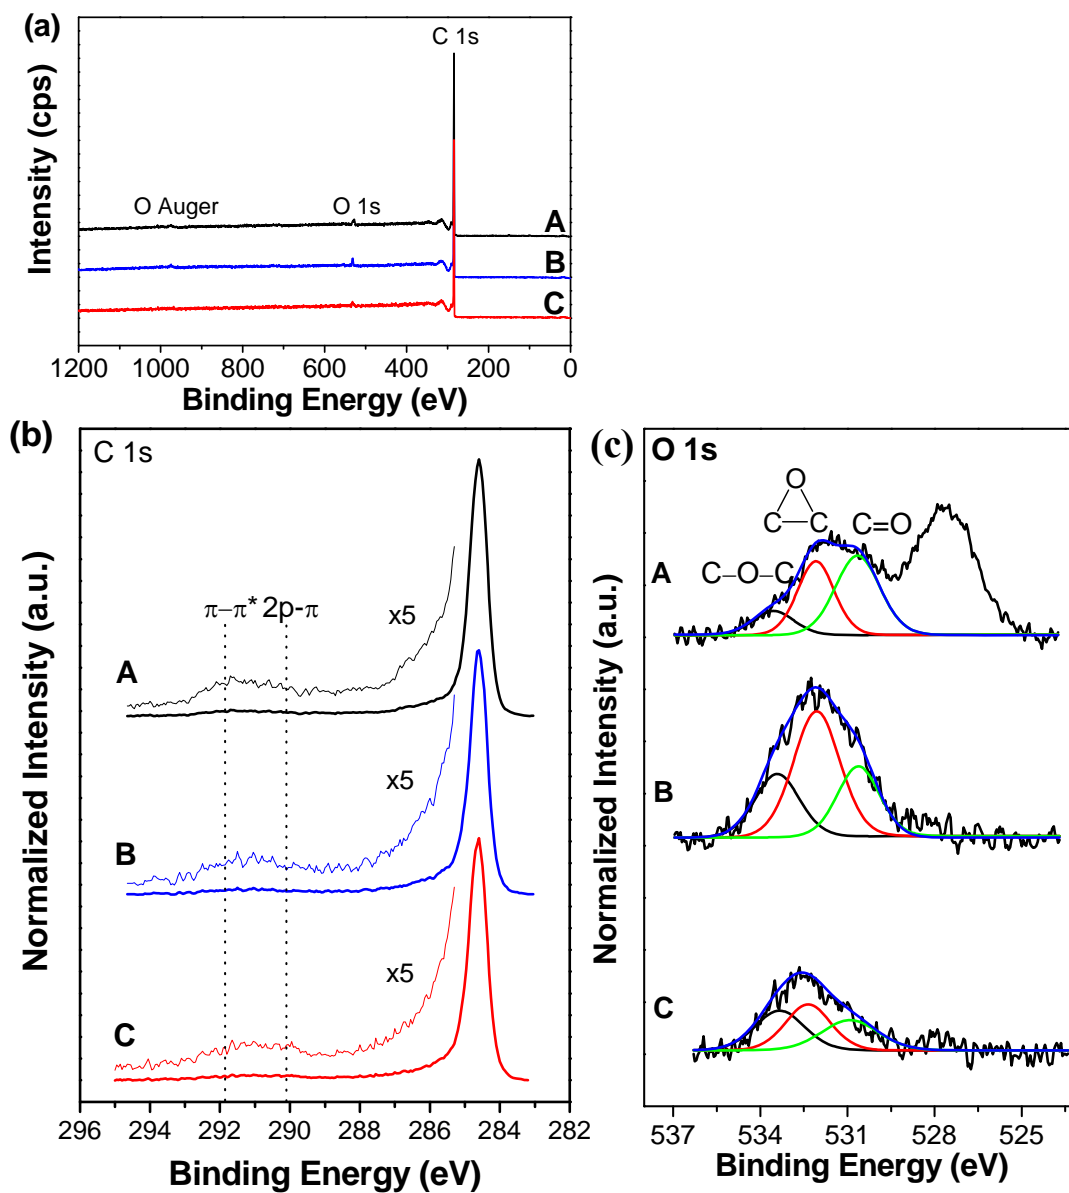 (a)
C 1s
Intensity (cps)
O Auger
O 1s
A
B
C
1200 1000 800 600 400 200 0
Binding Energy (eV)
(b)
C 1s
Normalized Intensity (a.u.)
π−π* 2p-π
x5
A
x5
B
x5
C
296 294 292 290 288 286 284 282
Binding Energy (eV)
(c)
O 1s
Normalized Intensity (a.u.)
O
C C C=O
C–O–C
A
B
C
537 534 531 528 525
Binding Energy (eV)